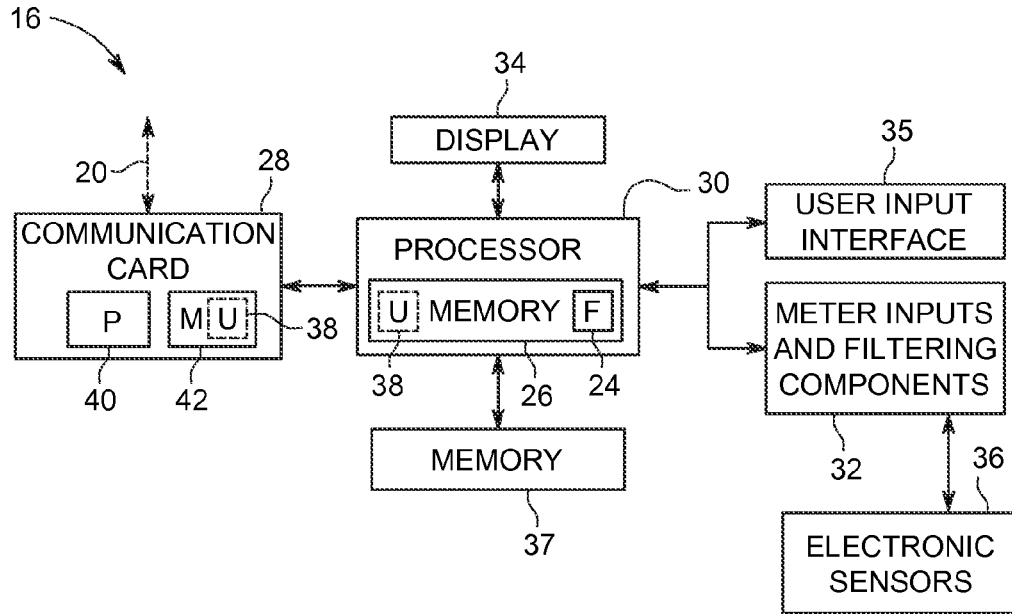 16
34
DISPLAY
35
20
28
30
USER INPUT
INTERFACE
COMMUNICATION
CARD
PROCESSOR
P
M U
38
U MEMORY F
METER INPUTS
AND FILTERING
COMPONENTS
40
42
38
26
24
32
36
MEMORY
37
ELECTRONIC
SENSORS